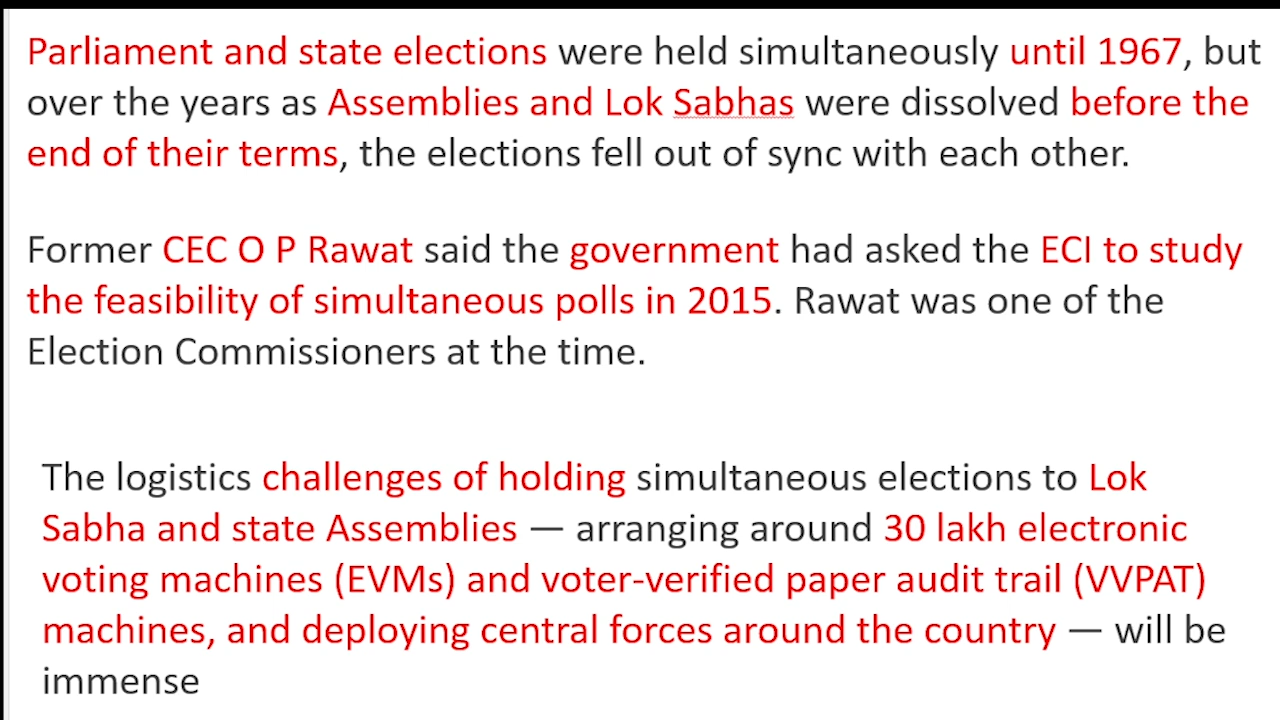 Parliament and state elections were held simultaneously until 1967, but
over the years as Assemblies and Lok Sabhas were dissolved before the
end of their terms, the elections fell out of sync with each other.
Former CEC O P Rawat said the government had asked the ECI to study
the feasibility of simultaneous polls in 2015. Rawat was one of the
Election Commissioners at the time.
The logistics challenges of holding simultaneous elections to Lok
Sabha and state Assemblies — arranging around 30 lakh electronic
voting machines (EVMs) and voter-verified paper audit trail (VVPAT)
machines, and deploying central forces around the country — will be
immense